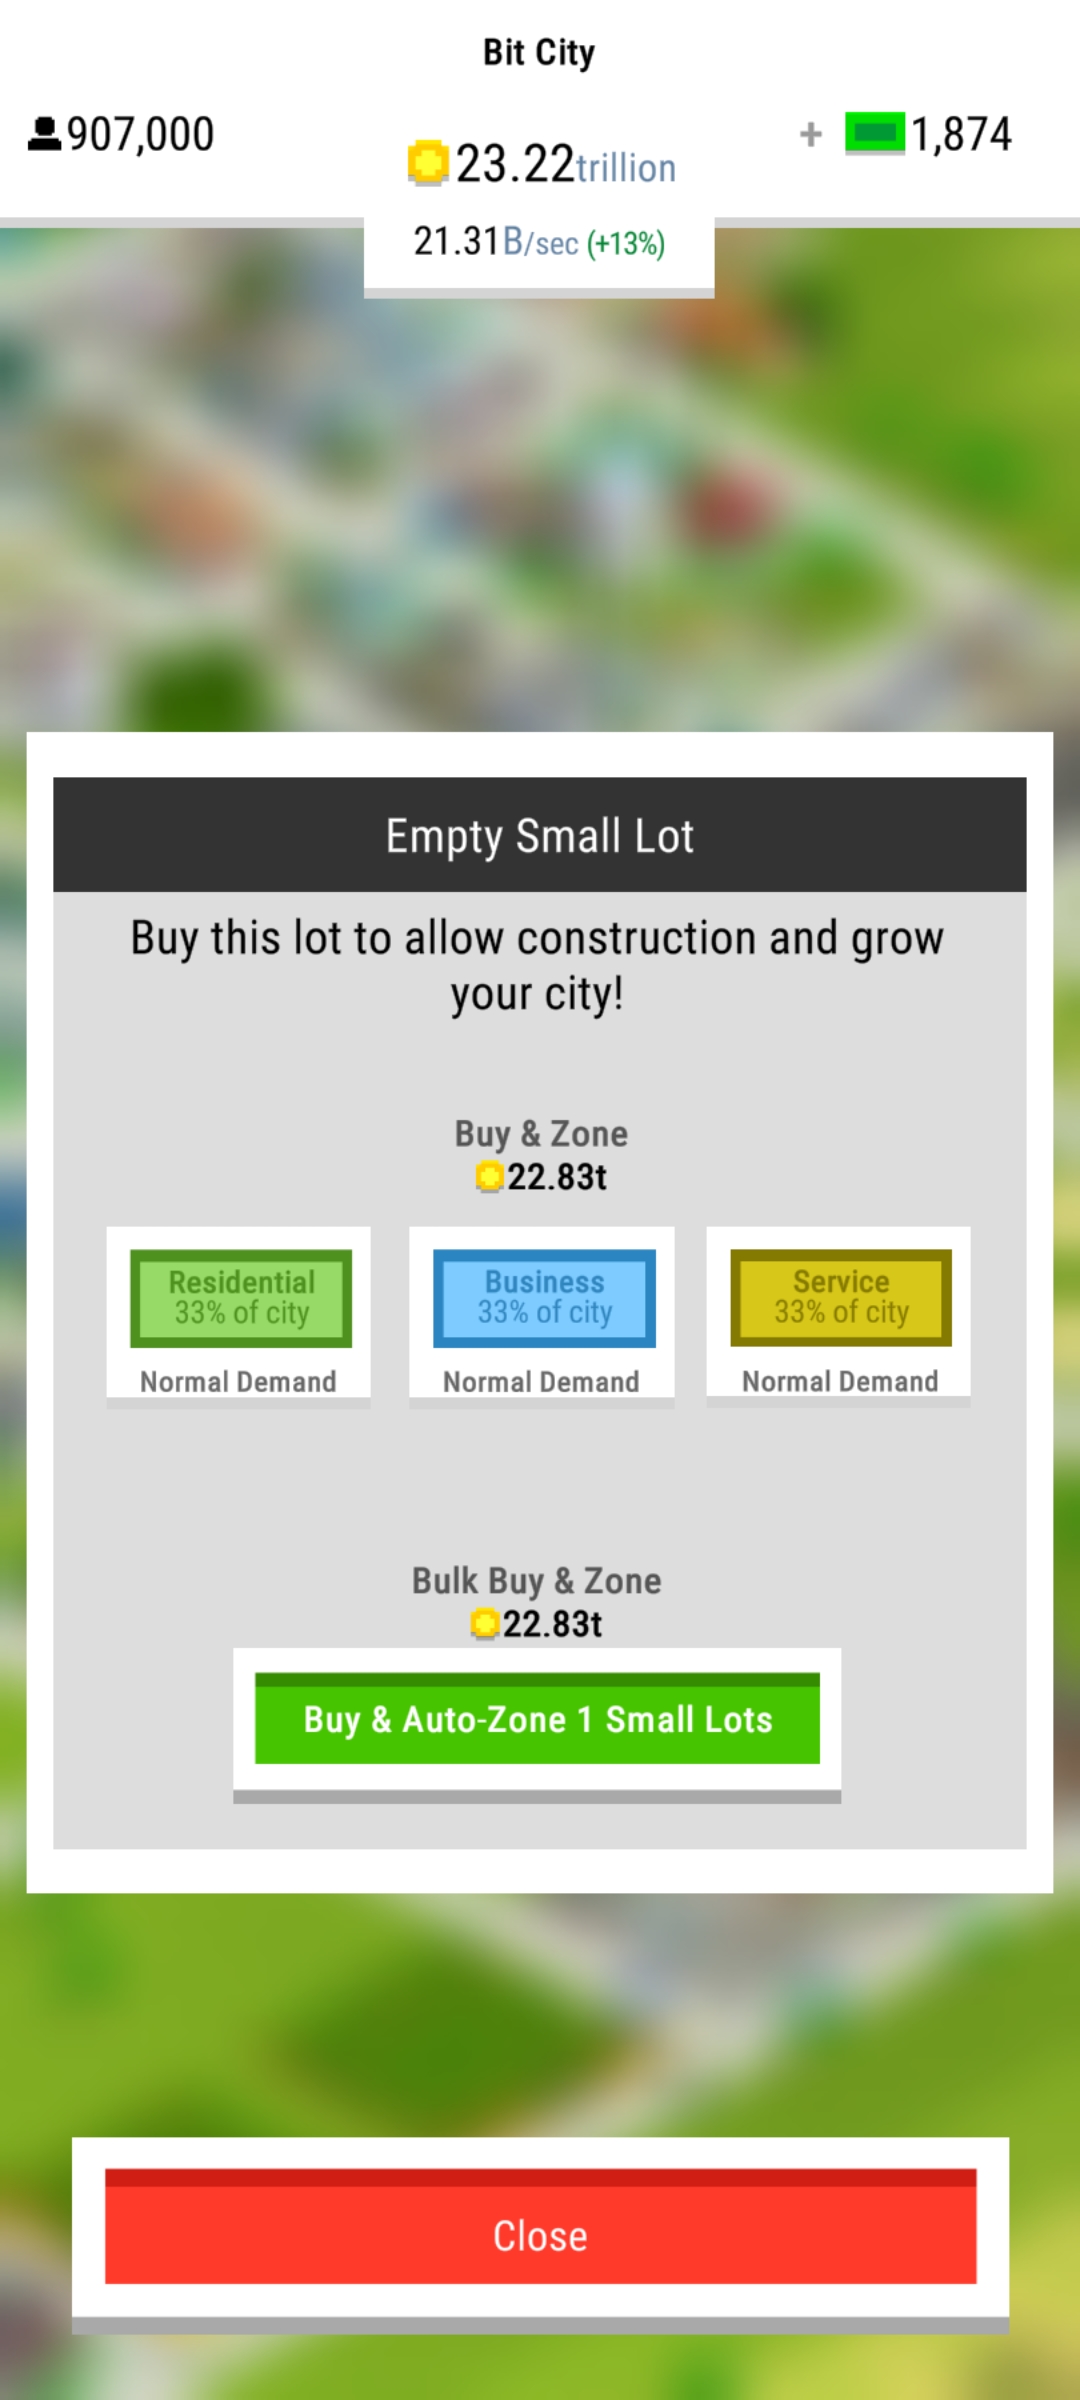 Bit City
907,000
23.22trillion
+ 1,874
21.31B/sec (+13%)
Empty Small Lot
Buy this lot to allow construction and grow
your city!
Buy & Zone
22.83t
Residential
33% of city
Normal Demand
Business
33% of city
Normal Demand
Service
33% of city
Normal Demand
Bulk Buy & Zone
22.83t
Buy & Auto-Zone 1 Small Lots
Close